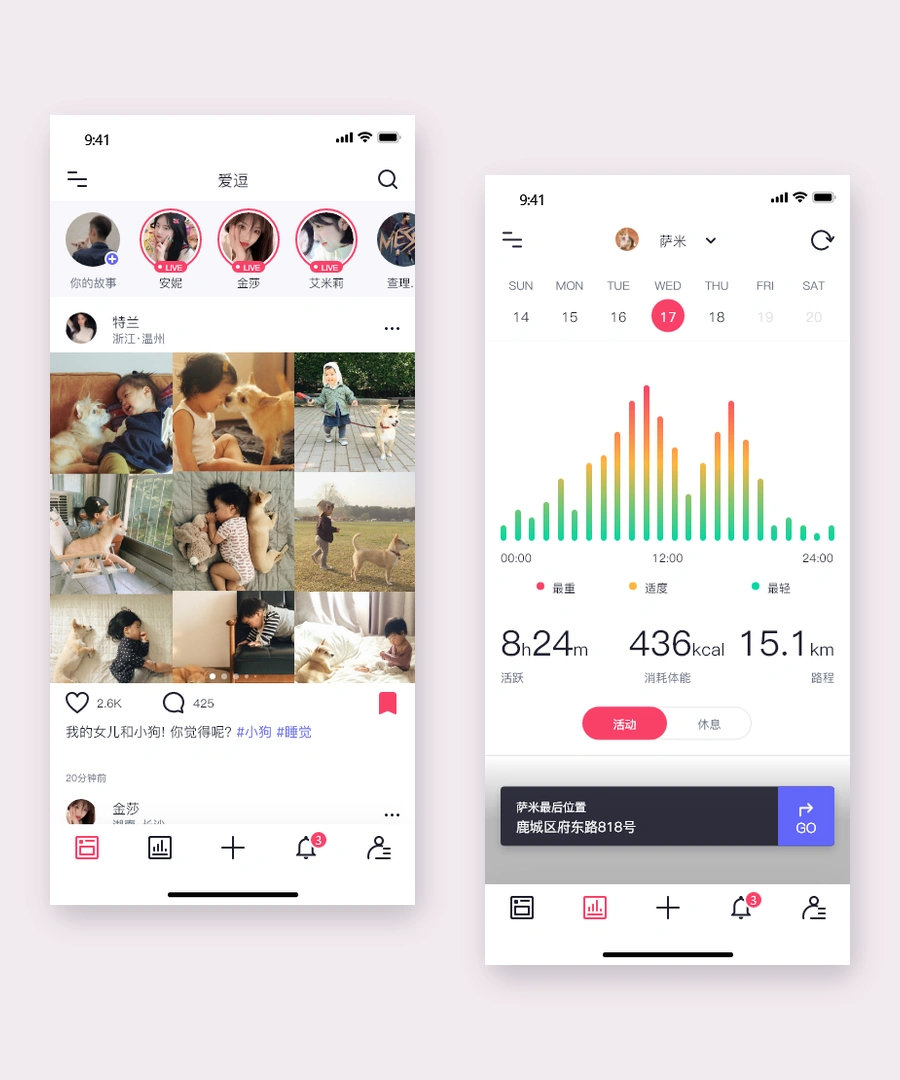 9:41
爱逗
LIVE
LIVE
LIVE
你的故事
安妮
金莎
艾米莉
查理.
特兰
浙江·温州
2.6K
425
我的女儿和小狗! 你觉得呢? #小狗 #睡觉
20分钟前
金莎
3
9:41
萨米
SUN MON TUE WED THU FRI SAT
14 15 16 17 18 19 20
00:00 12:00 24:00
最重 适度 最轻
8h24m 436kcal 15.1km
活跃 消耗体能 路程
活动 休息
萨米最后位置
鹿城区府东路818号
GO
3